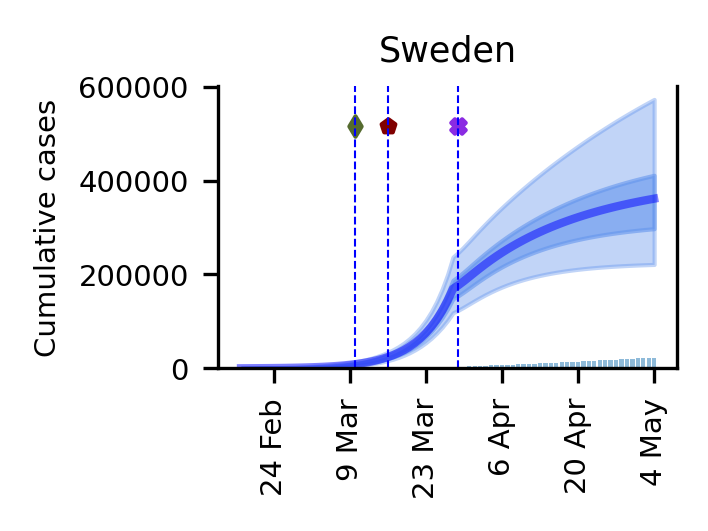 Sweden
Cumulative cases
600000
400000
200000
0
24 Feb
9 Mar
23 Mar
6 Apr
20 Apr
4 May